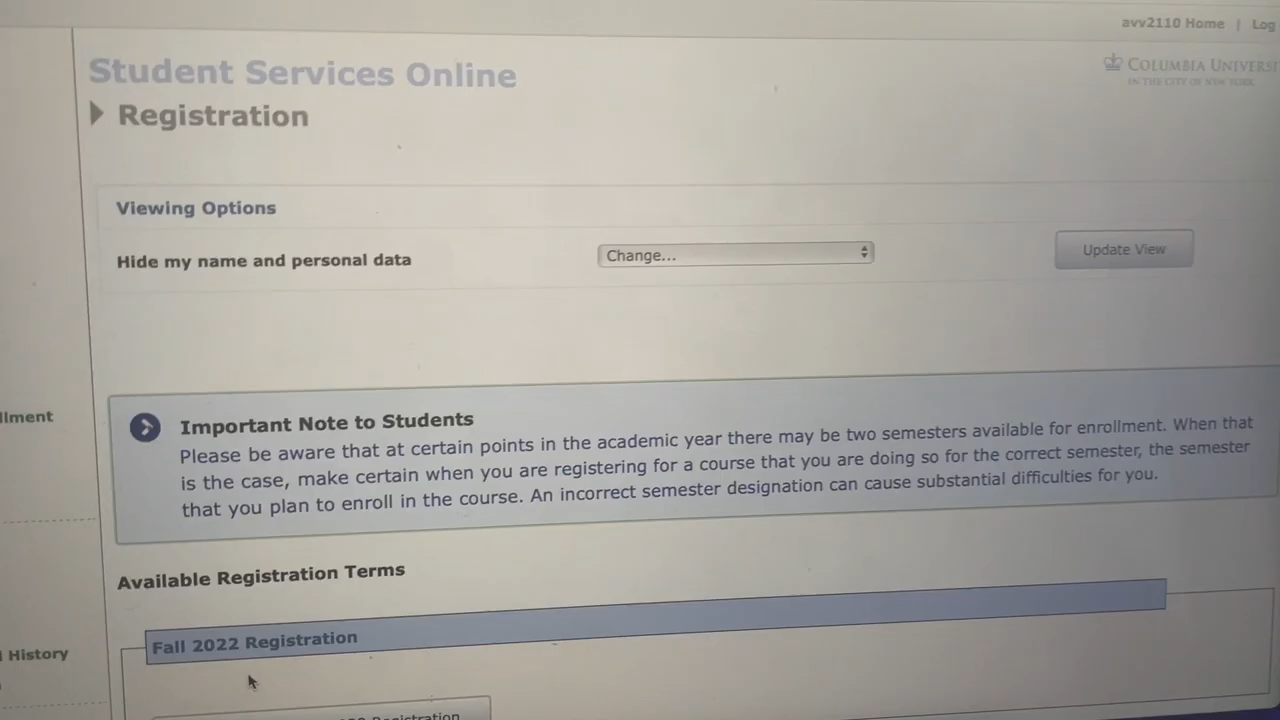 avv2110 Home | Log
Student Services Online
COLUMBIA UNIVERSI
IN THE CITY OF NEW YORK
Registration
Viewing Options
Hide my name and personal data
Change...
Update View
llment
Important Note to Students
Please be aware that at certain points in the academic year there may be two semesters available for enrollment. When that
is the case, make certain when you are registering for a course that you are doing so for the correct semester, the semester
that you plan to enroll in the course. An incorrect semester designation can cause substantial difficulties for you.
Available Registration Terms
Fall 2022 Registration
History
Registration